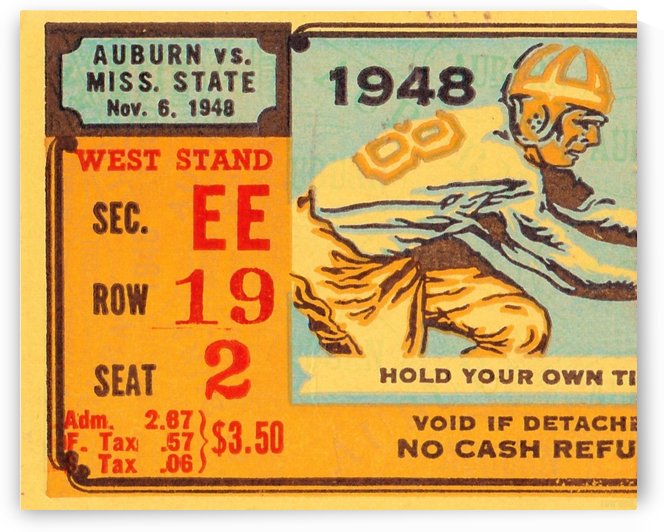 AUBURN vs.
MISS. STATE
Nov. 6, 1948
1948
88
WEST STAND
SEC. EE
ROW 19
SEAT 2
Adm. 2.87
F. Tax .57
Tax .06
$3.50
HOLD YOUR OWN TI
VOID IF DETACHE
NO CASH REFU